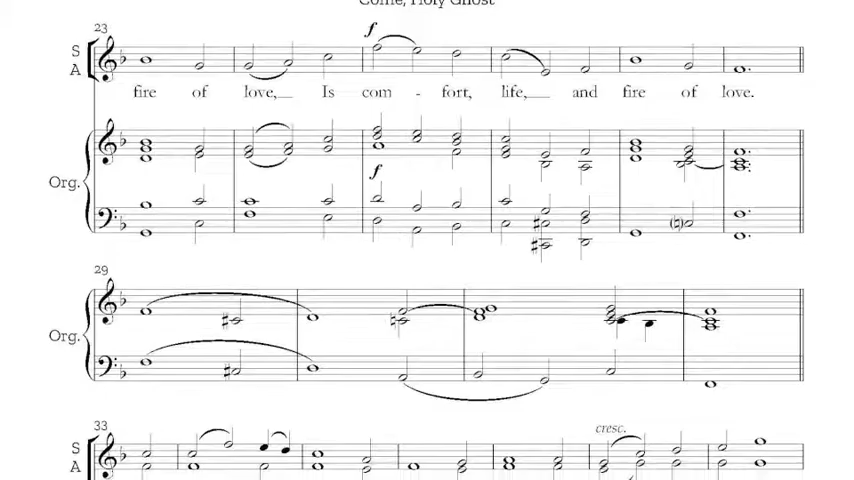 Come, Holy Ghost
23
f
S
A
fire of love, Is com - fort, life, and fire of love.
f
Org.
29
Org.
33
cresc.
S
A